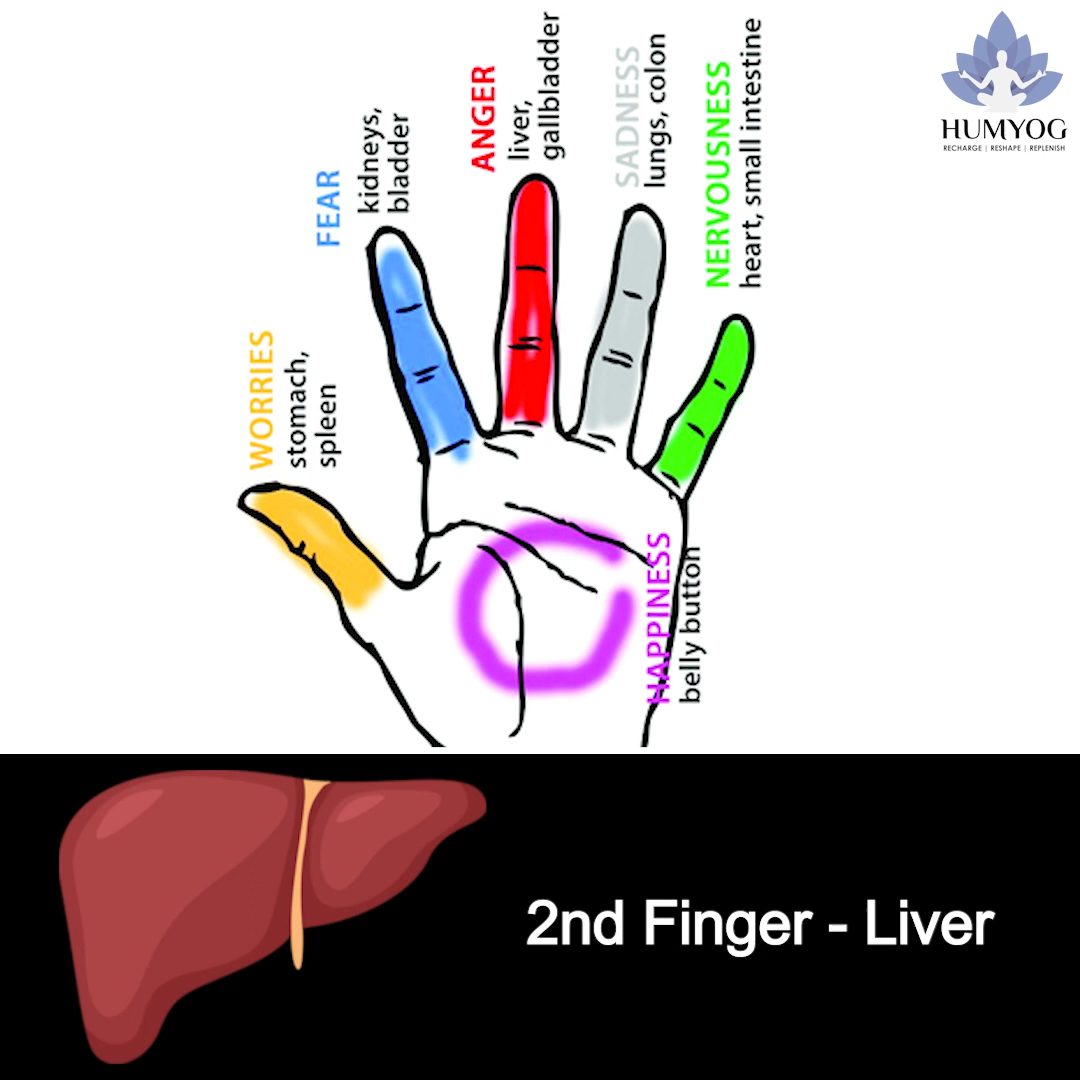 WORRIES
stomach,
spleen
FEAR
kidneys,
bladder
ANGER
liver,
gallbladder
SADNESS
lungs, colon
NERVOUSNESS
heart, small intestine
HAPPINESS
belly button
HUMYOG
RECHARGE | RESHAPE | REPLENISH
2nd Finger - Liver